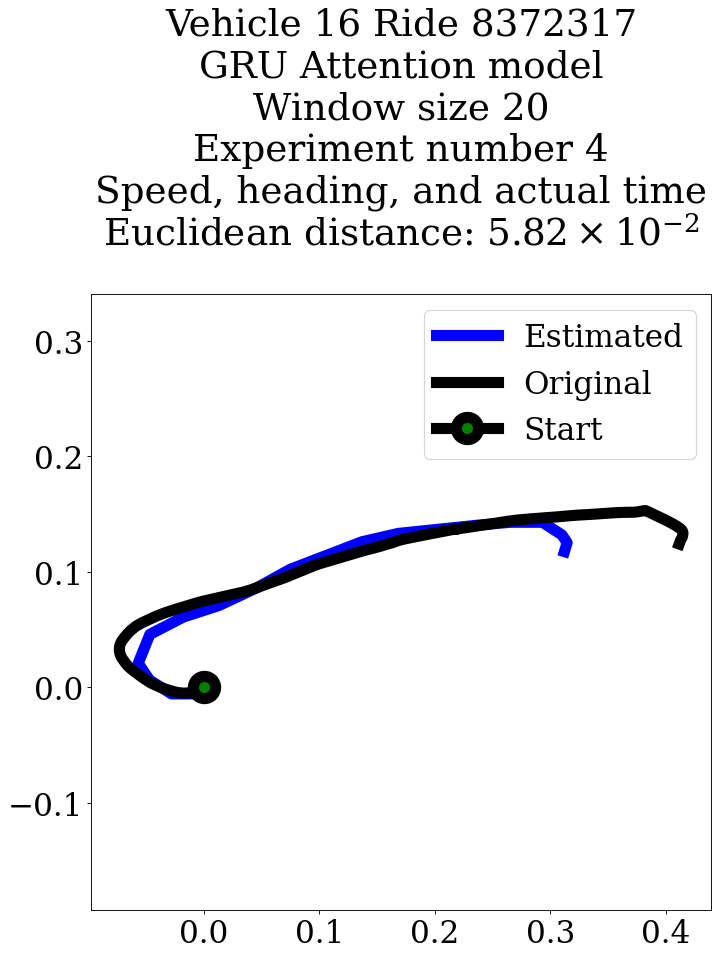 Vehicle 16 Ride 8372317
GRU Attention model
Window size 20
Experiment number 4
Speed, heading, and actual time
Euclidean distance: 5.82 × 10⁻²
Estimated
Original
Start
0.3
0.2
0.1
0.0
−0.1
0.0 0.1 0.2 0.3 0.4